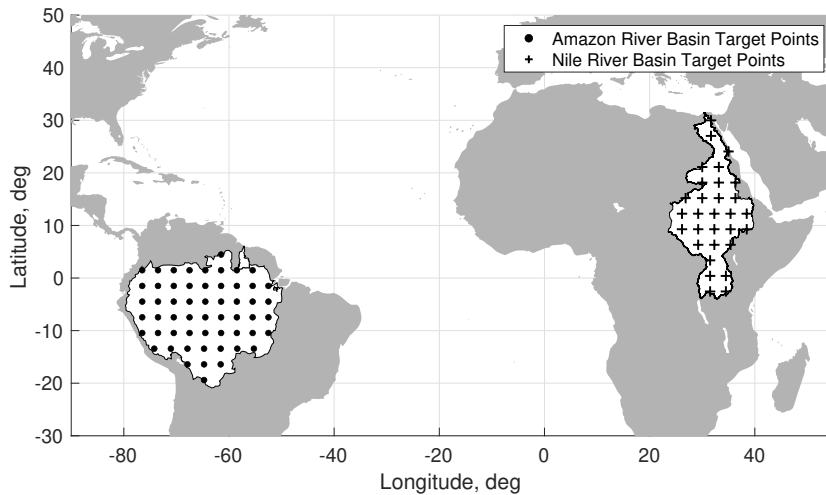 50
40
30
20
10
0
-10
-20
-30
Latitude, deg
Amazon River Basin Target Points
Nile River Basin Target Points
-80 -60 -40 -20 0 20 40
Longitude, deg